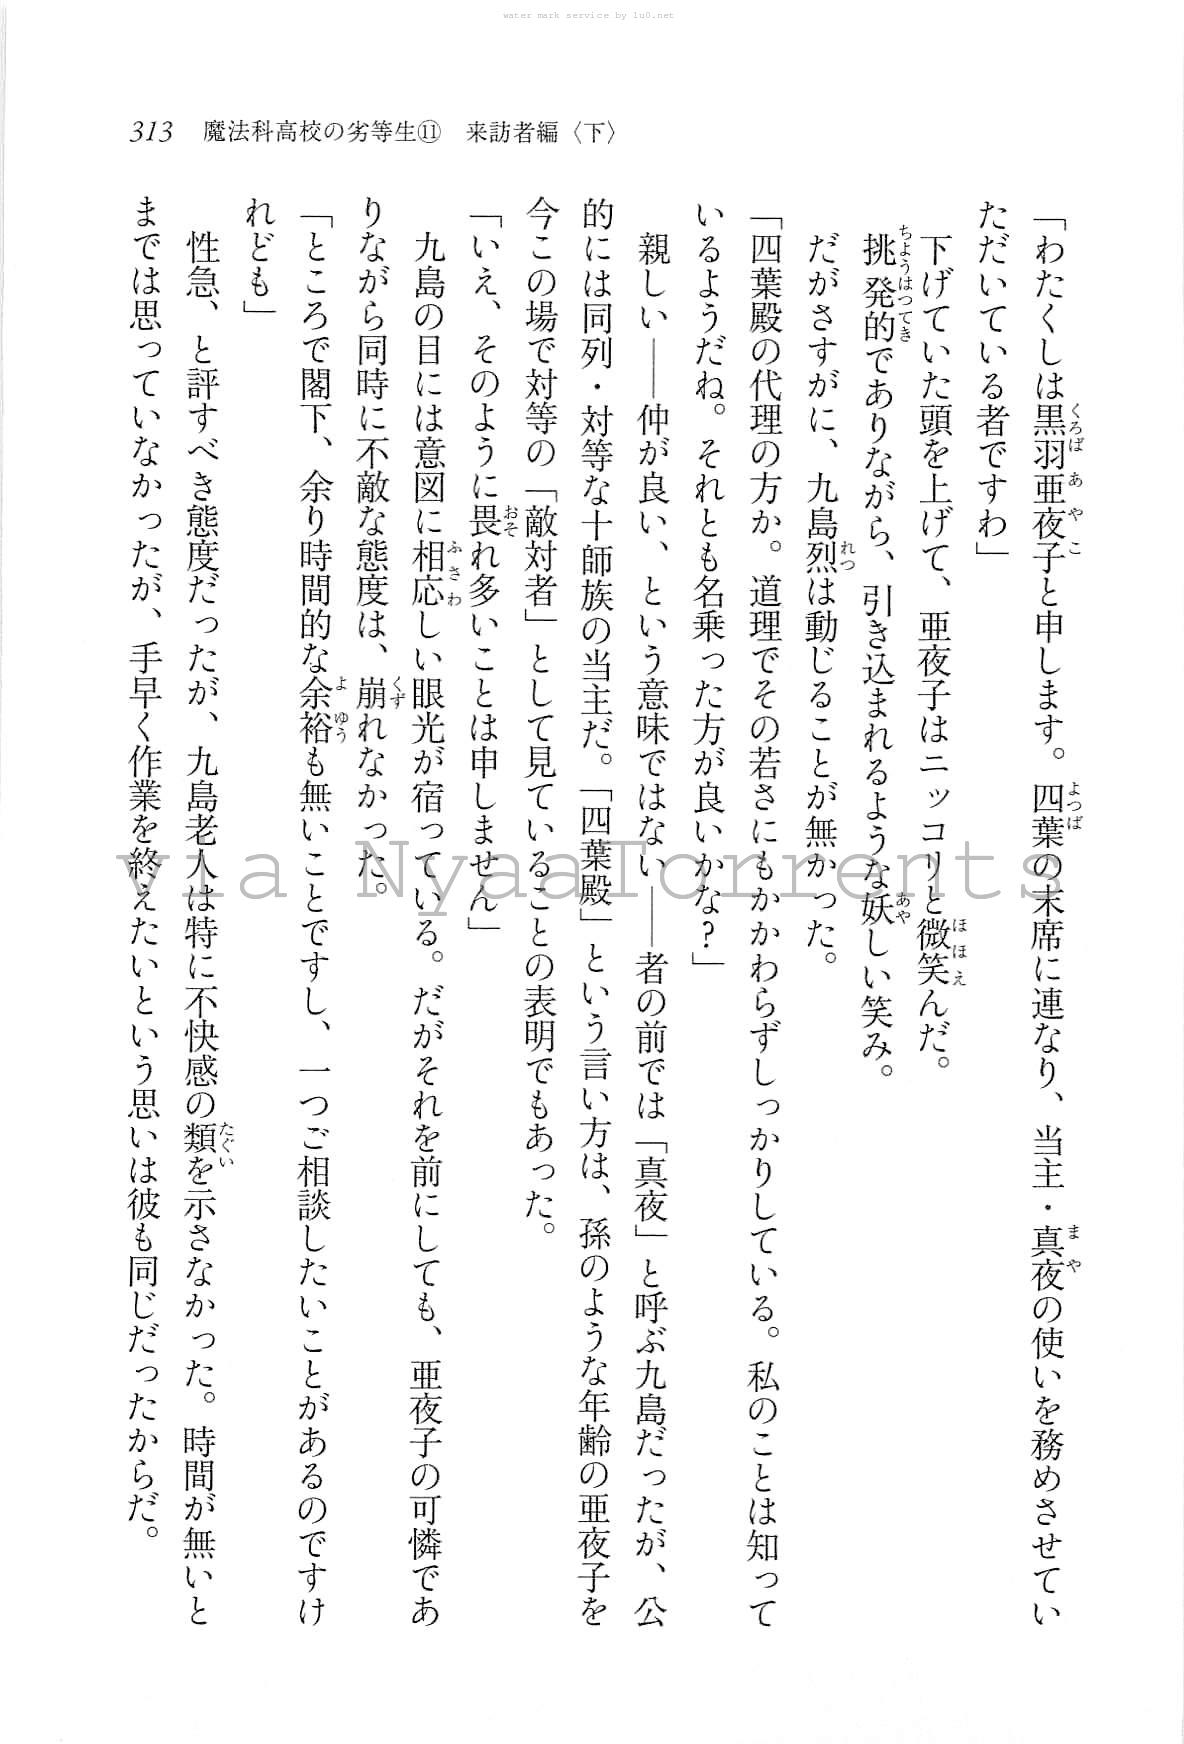 water mark service by lu0.net
313 魔法科高校の劣等生⑪ 来訪者編〈下〉
「わたくしは黒羽亜夜子と申します。四葉の末席に連なり、当主・真夜の使いを務めさせてい
ただいている者ですわ」
下げていた頭を上げて、亜夜子はニッコリと微笑んだ。
挑発的でありながら、引き込まれるような妖しい笑み。
だがさすがに、九島烈は動じることが無かった。
「四葉殿の代理の方か。道理でその若さにもかかわらずしっかりしている。私のことは知って
いるようだね。それとも名乗った方が良いかな?」
親しい――仲が良い、という意味ではない――者の前では「真夜」と呼ぶ九島だったが、公
的には同列・対等な十師族の当主だ。「四葉殿」という言い方は、孫のような年齢の亜夜子を
今この場で対等の「敵対者」として見ていることの表明でもあった。
「いえ、そのように畏れ多いことは申しません」
九島の目には意図に相応しい眼光が宿っている。だがそれを前にしても、亜夜子の可憐であ
りながら同時に不敵な態度は、崩れなかった。
「ところで閣下、余り時間的な余裕も無いことですし、一つご相談したいことがあるのですけ
れども」
性急、と評すべき態度だったが、九島老人は特に不快感の類を示さなかった。時間が無いと
までは思っていなかったが、手早く作業を終えたいという思いは彼も同じだったからだ。
via NyaaTorrents